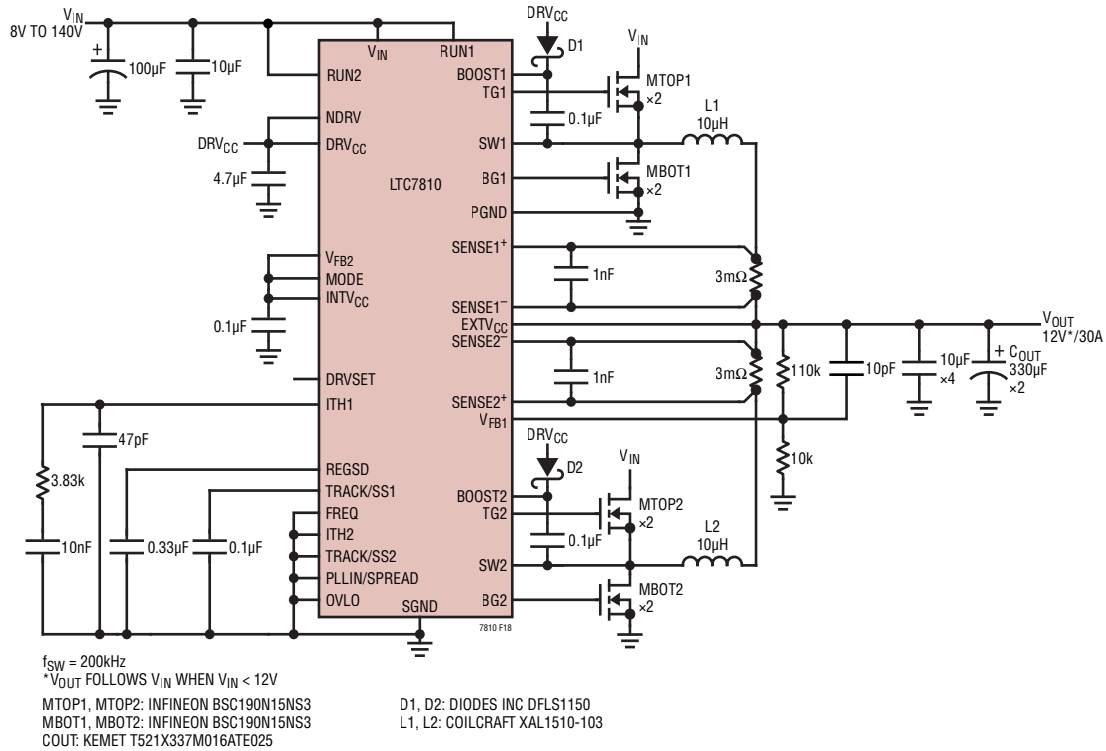 VIN
8V TO 140V
100µF
10µF
RUN2
VIN
RUN1
NDRV
DRVCC
DRVCC
4.7µF
LTC7810
VFB2
MODE
INTVCC
0.1µF
DRVSET
ITH1
47pF
3.83k
10nF
REGSD
TRACK/SS1
0.33µF
0.1µF
FREQ
ITH2
TRACK/SS2
PLLIN/SPREAD
OVLO
SGND
DRVCC
D1
BOOST1
TG1
0.1µF
VIN
MTOP1
×2
SW1
L1
10µH
BG1
MBOT1
×2
PGND
SENSE1+
1nF
3mΩ
SENSE1–
EXTVCC
SENSE2–
1nF
3mΩ
SENSE2+
VFB1
VOUT
12V*/30A
110k
10pF
10µF
×4
+ COUT
330µF
×2
10k
DRVCC
D2
BOOST2
TG2
0.1µF
VIN
MTOP2
×2
SW2
L2
10µH
BG2
MBOT2
×2
7810 F18
fSW = 200kHz
*VOUT FOLLOWS VIN WHEN VIN < 12V
MTOP1, MTOP2: INFINEON BSC190N15NS3
MBOT1, MBOT2: INFINEON BSC190N15NS3
COUT: KEMET T521X337M016ATE025
D1, D2: DIODES INC DFLS1150
L1, L2: COILCRAFT XAL1510-103